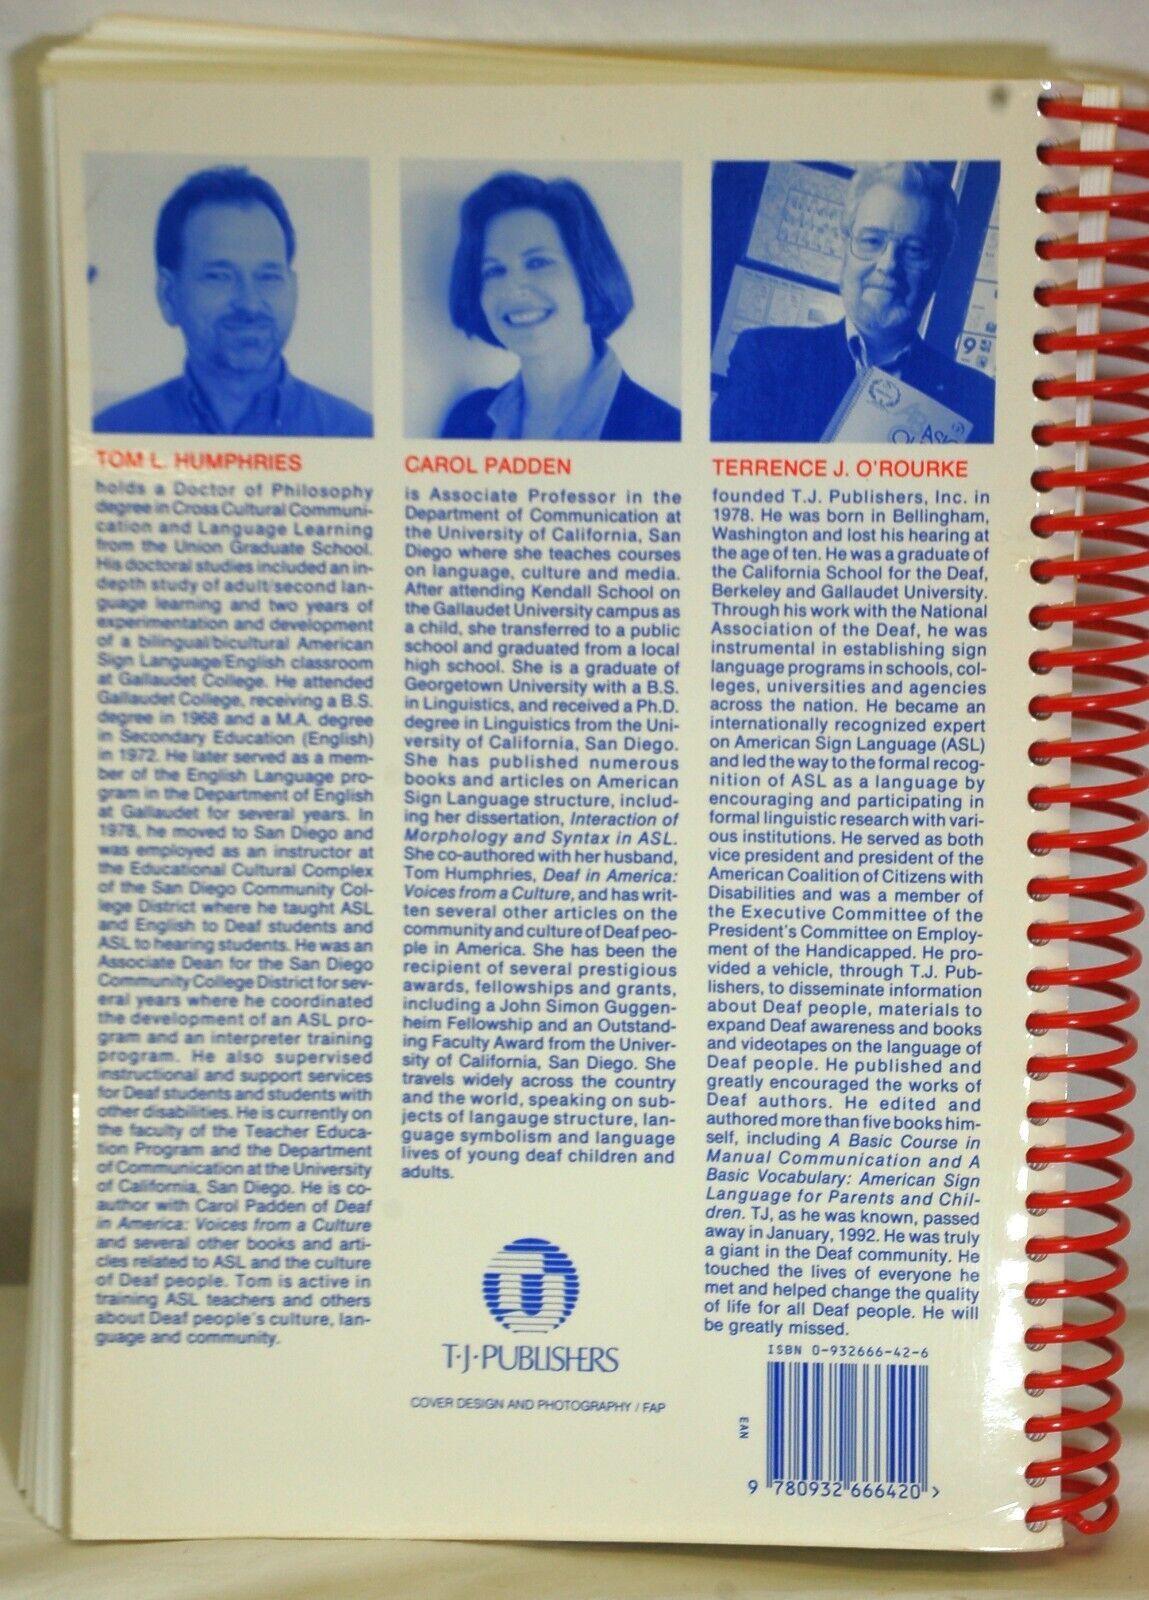 TOM L. HUMPHRIES
holds a Doctor of Philosophy
degree in Cross Cultural Communi-
cation and Language Learning
from the Union Graduate School.
His doctoral studies included an in-
depth study of adult/second lan-
guage learning and two years of
experimentation and development
of a bilingual/bicultural American
Sign Language/English classroom
at Gallaudet College. He attended
Gallaudet College, receiving a B.S.
degree in 1968 and a M.A. degree
in Secondary Education (English)
in 1972. He later served as a mem-
ber of the English Language pro-
gram in the Department of English
at Gallaudet for several years. In
1978, he moved to San Diego and
was employed as an instructor at
the Educational Cultural Complex
of the San Diego Community Col-
lege District where he taught ASL
and English to Deaf students and
ASL to hearing students. He was an
Associate Dean for the San Diego
Community College District for sev-
eral years where he coordinated
the development of an ASL pro-
gram and an interpreter training
program. He also supervised
instructional and support services
for Deaf students and students with
other disabilities. He is currently on
the faculty of the Teacher Educa-
tion Program and the Department
of Communication at the University
of California, San Diego. He is co-
author with Carol Padden of Deaf
in America: Voices from a Culture
and several other books and arti-
cles related to ASL and the culture
of Deaf people. Tom is active in
training ASL teachers and others
about Deaf people's culture, lan-
guage and community.
CAROL PADDEN
is Associate Professor in the
Department of Communication at
the University of California, San
Diego where she teaches courses
on language, culture and media.
After attending Kendall School on
the Gallaudet University campus as
a child, she transferred to a public
school and graduated from a local
high school. She is a graduate of
Georgetown University with a B.S.
in Linguistics, and received a Ph.D.
degree in Linguistics from the Uni-
versity of California, San Diego.
She has published numerous
books and articles on American
Sign Language structure, includ-
ing her dissertation, Interaction of
Morphology and Syntax in ASL.
She co-authored with her husband,
Tom Humphries, Deaf in America:
Voices from a Culture, and has writ-
ten several other articles on the
community and culture of Deaf peo-
ple in America. She has been the
recipient of several prestigious
awards, fellowships and grants,
including a John Simon Guggen-
heim Fellowship and an Outstand-
ing Faculty Award from the Univer-
sity of California, San Diego. She
travels widely across the country
and the world, speaking on sub-
jects of langauge structure, lan-
guage symbolism and language
lives of young deaf children and
adults.
T·J·PUBLISHERS
COVER DESIGN AND PHOTOGRAPHY / FAP
9
ASL
TERRENCE J. O'ROURKE
founded T.J. Publishers, Inc. in
1978. He was born in Bellingham,
Washington and lost his hearing at
the age of ten. He was a graduate of
the California School for the Deaf,
Berkeley and Gallaudet University.
Through his work with the National
Association of the Deaf, he was
instrumental in establishing sign
language programs in schools, col-
leges, universities and agencies
across the nation. He became an
internationally recognized expert
on American Sign Language (ASL)
and led the way to the formal recog-
nition of ASL as a language by
encouraging and participating in
formal linguistic research with vari-
ous institutions. He served as both
vice president and president of the
American Coalition of Citizens with
Disabilities and was a member of
the Executive Committee of the
President's Committee on Employ-
ment of the Handicapped. He pro-
vided a vehicle, through T.J. Pub-
lishers, to disseminate information
about Deaf people, materials to
expand Deaf awareness and books
and videotapes on the language of
Deaf people. He published and
greatly encouraged the works of
Deaf authors. He edited and
authored more than five books him-
self, including A Basic Course in
Manual Communication and A
Basic Vocabulary: American Sign
Language for Parents and Chil-
dren. TJ, as he was known, passed
away in January, 1992. He was truly
a giant in the Deaf community. He
touched the lives of everyone he
met and helped change the quality
of life for all Deaf people. He will
be greatly missed.
ISBN 0-932666-42-6
EAN
9 780932 666420 >